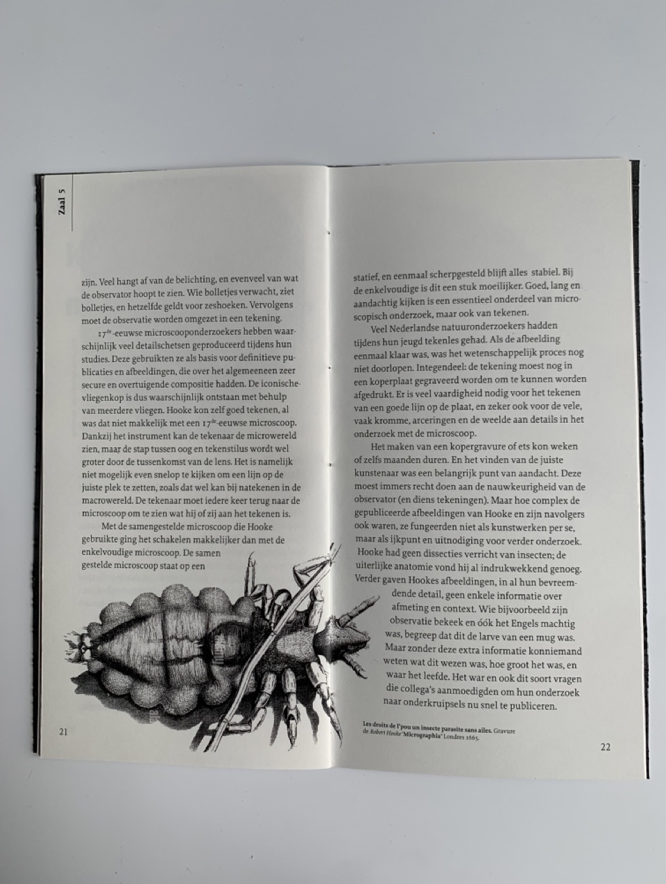 Zaal 5
zijn. Veel hangt af van de belichting, en evenveel van wat
de observator hoopt te zien. Wie bolletjes verwacht, ziet
bolletjes, en hetzelfde geldt voor zeshoeken. Vervolgens
moet de observatie worden omgezet in een tekening.
17de-eeuwse microscooponderzoekers hebben waar-
schijnlijk veel detailschetsen geproduceerd tijdens hun
studies. Deze gebruikten ze als basis voor definitieve pu-
blicaties en afbeeldingen, die over het algemeeneen zeer
secure en overtuigende compositie hadden. De iconische-
vliegenkop is dus waarschijnlijk ontstaan met behulp
van meerdere vliegen. Hooke kon zelf goed tekenen, al
was dat niet makkelijk met een 17de-eeuwse microscoop.
Dankzij het instrument kan de tekenaar de microwereld
zien, maar de stap tussen oog en tekenstilus wordt wel
groter door de tussenkomst van de lens. Het is namelijk
niet mogelijk even snelop te kijken om een lijn op de
juiste plek te zetten, zoals dat wel kan bij natekenen in de
macrowereld. De tekenaar moet iedere keer terug naar de
microscoop om te zien wat hij of zij aan het tekenen is.
Met de samengestelde microscoop die Hooke
gebruikte ging het schakelen makkelijker dan met de
enkelvoudige microscoop. De samen
gestelde microscoop staat op een
21
statief, en eenmaal scherpgesteld blijft alles stabiel. Bij
de enkelvoudige is dit een stuk moeilijker. Goed, lang en
aandachtig kijken is een essentieel onderdeel van micro-
scopisch onderzoek, maar ook van tekenen.
Veel Nederlandse natuuronderzoekers hadden
tijdens hun jeugd tekenles gehad. Als de afbeelding
eenmaal klaar was, was het wetenschappelijk proces nog
niet doorlopen. Integendeel: de tekening moest nog in
een koperplaat gegraveerd worden om te kunnen worden
afgedrukt. Er is veel vaardigheid nodig voor het tekenen
van een goede lijn op de plaat, en zeker ook voor de vele,
vaak kromme, arceringen en de weelde aan details in het
onderzoek met de microscoop.
Het maken van een kopergravure of ets kon weken
of zelfs maanden duren. En het vinden van de juiste
kunstenaar was een belangrijk punt van aandacht. Deze
moest immers recht doen aan de nauwkeurigheid van de
observator (en diens tekeningen). Maar hoe complex de
gepubliceerde afbeeldingen van Hooke en zijn navolgers
ook waren, ze fungeerden niet als kunstwerken per se,
maar als ijkpunt en uitnodiging voor verder onderzoek.
Hooke had geen dissecties verricht van insecten; de
uiterlijke anatomie vond hij al indrukwekkend genoeg.
Verder gaven Hookes afbeeldingen, in al hun bevreem-
dende detail, geen enkele informatie over
afmeting en context. Wie bijvoorbeeld zijn
observatie bekeek en óók het Engels machtig
was, begreep dat dit de larve van een mug was.
Maar zonder deze extra informatie konniemand
weten wat dit wezen was, hoe groot het was, en
waar het leefde. Het war en ook dit soort vragen
die collega's aanmoedigden om hun onderzoek
naar onderkruipsels nu snel te publiceren.
Les droits de l'pou un insecte parasite sans ailes. Gravure
de Robert Hooke 'Micrographia' Londres 1665.
22